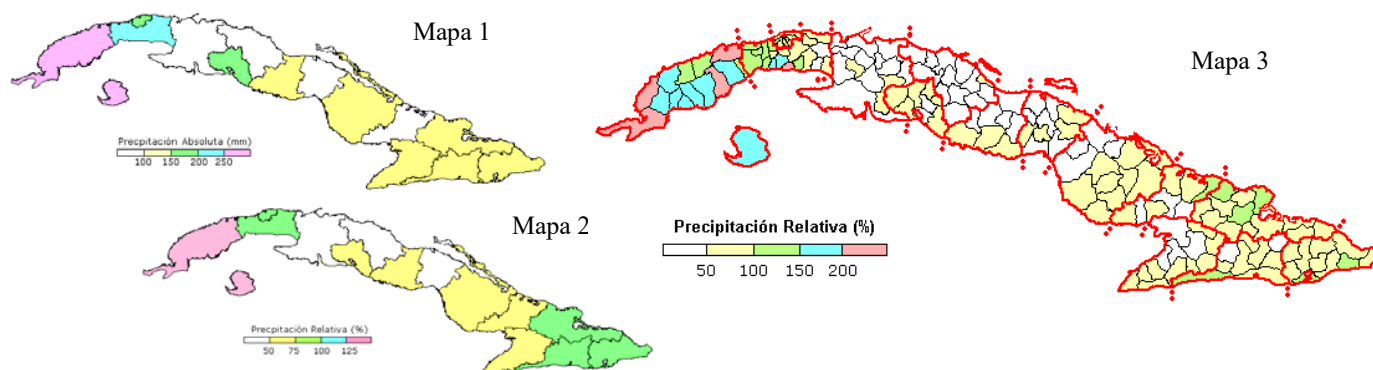 Mapa 1
Precipitación Absoluta (mm)
100 150 200 250
Mapa 2
Precpitación Relativa (%)
50 75 100 125
Mapa 3
Precipitación Relativa (%)
50 100 150 200